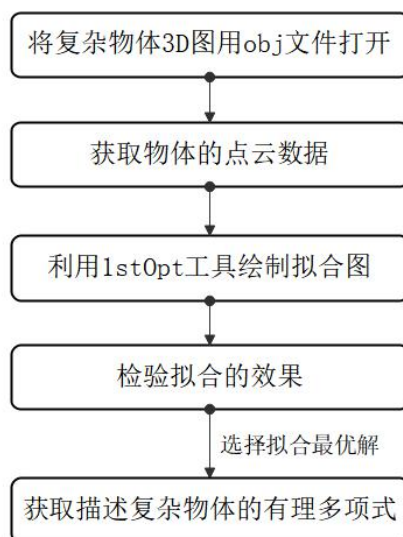 将复杂物体3D图用obj文件打开
获取物体的点云数据
利用1stOpt工具绘制拟合图
检验拟合的效果
选择拟合最优解
获取描述复杂物体的有理多项式